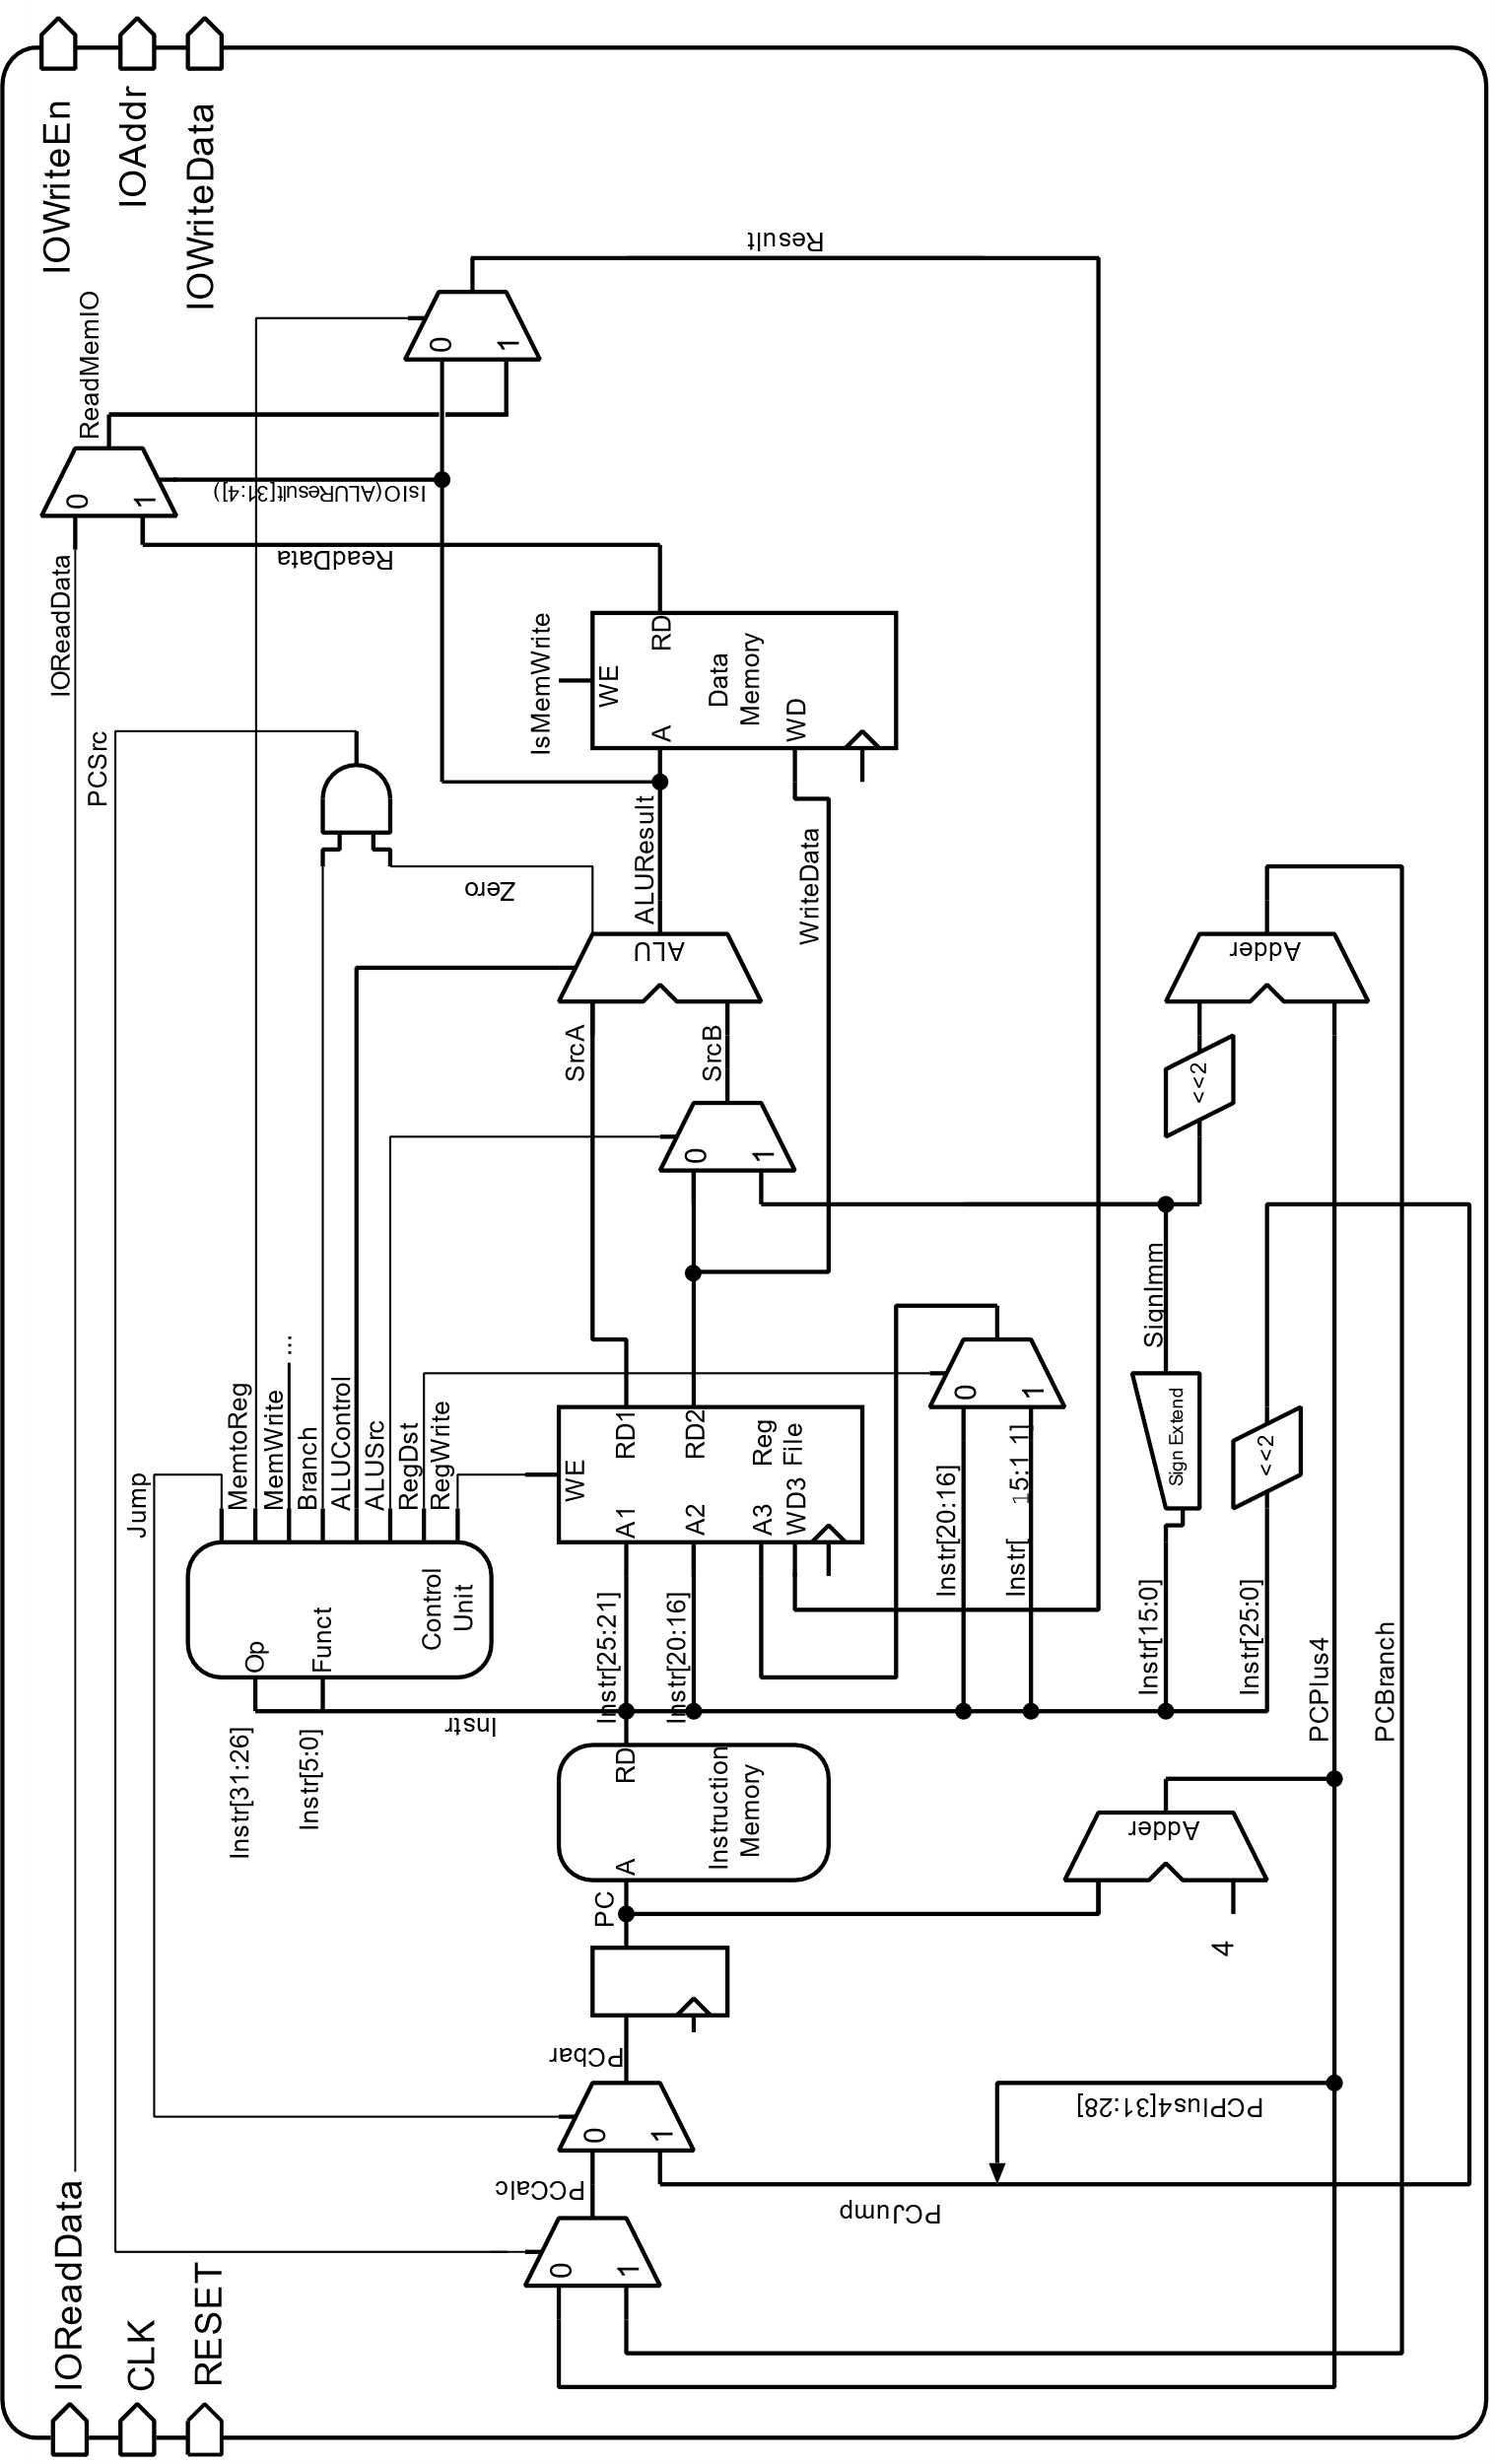 IOReadData
CLK
RESET
IOWriteEn
IOAddr
IOWriteData
IOReadData
ReadMemIO
PCSrc
Jump
MemtoReg
MemWrite ...
Branch
ALUControl
ALUSrc
RegDst
RegWrite
Op
Funct
Control
Unit
Instr[31:26]
Instr[5:0]
Instr
Zero
IsIO(ALUResult[31:4])
ReadData
0
1
0
1
Result
PCCalc
0
1
PCbar
0
1
PC
A
RD
Instruction
Memory
Instr[25:21]
Instr[20:16]
WE
A1
RD1
A2
RD2
A3
Reg
WD3 File
SrcA
SrcB
0
1
ALU
ALUResult
WriteData
IsMemWrite
WE
A
RD
Data
Memory
WD
Instr[20:16]
Instr[ 15:1 1]
0
1
PCJump
PCPlus4[31:28]
4
Adder
Instr[15:0]
Sign Extend
SignImm
<<2
Adder
Instr[25:0]
<<2
PCPlus4
PCBranch